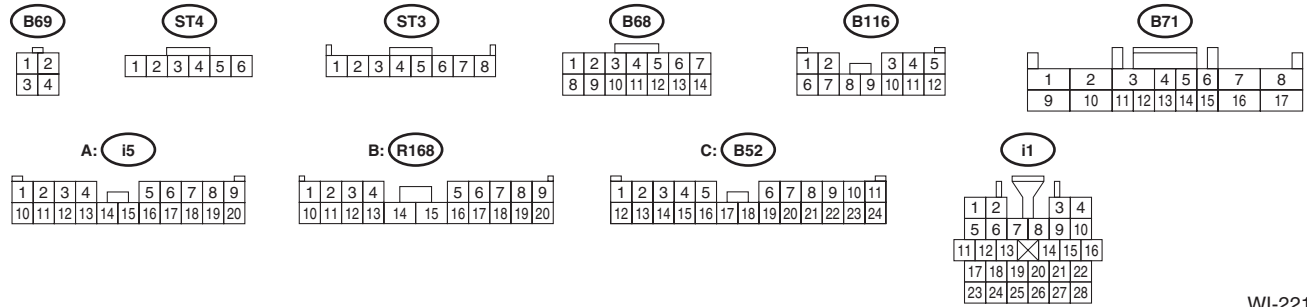 B69 ST4 ST3 B68 B116 B71
1 2
3 4
1 2 3 4 5 6
1 2 3 4 5 6 7 8
1 2 3 4 5 6 7
8 9 10 11 12 13 14
1 2 3 4 5
6 7 8 9 10 11 12
1 2 3 4 5 6 7 8
9 10 11 12 13 14 15 16 17
A: i5 B: R168 C: B52 i1
1 2 3 4 5 6 7 8 9
10 11 12 13 14 15 16 17 18 19 20
1 2 3 4 5 6 7 8 9
10 11 12 13 14 15 16 17 18 19 20
1 2 3 4 5 6 7 8 9 10 11
12 13 14 15 16 17 18 19 20 21 22 23 24
1 2 3 4
5 6 7 8 9 10
11 12 13 14 15 16
17 18 19 20 21 22
23 24 25 26 27 28